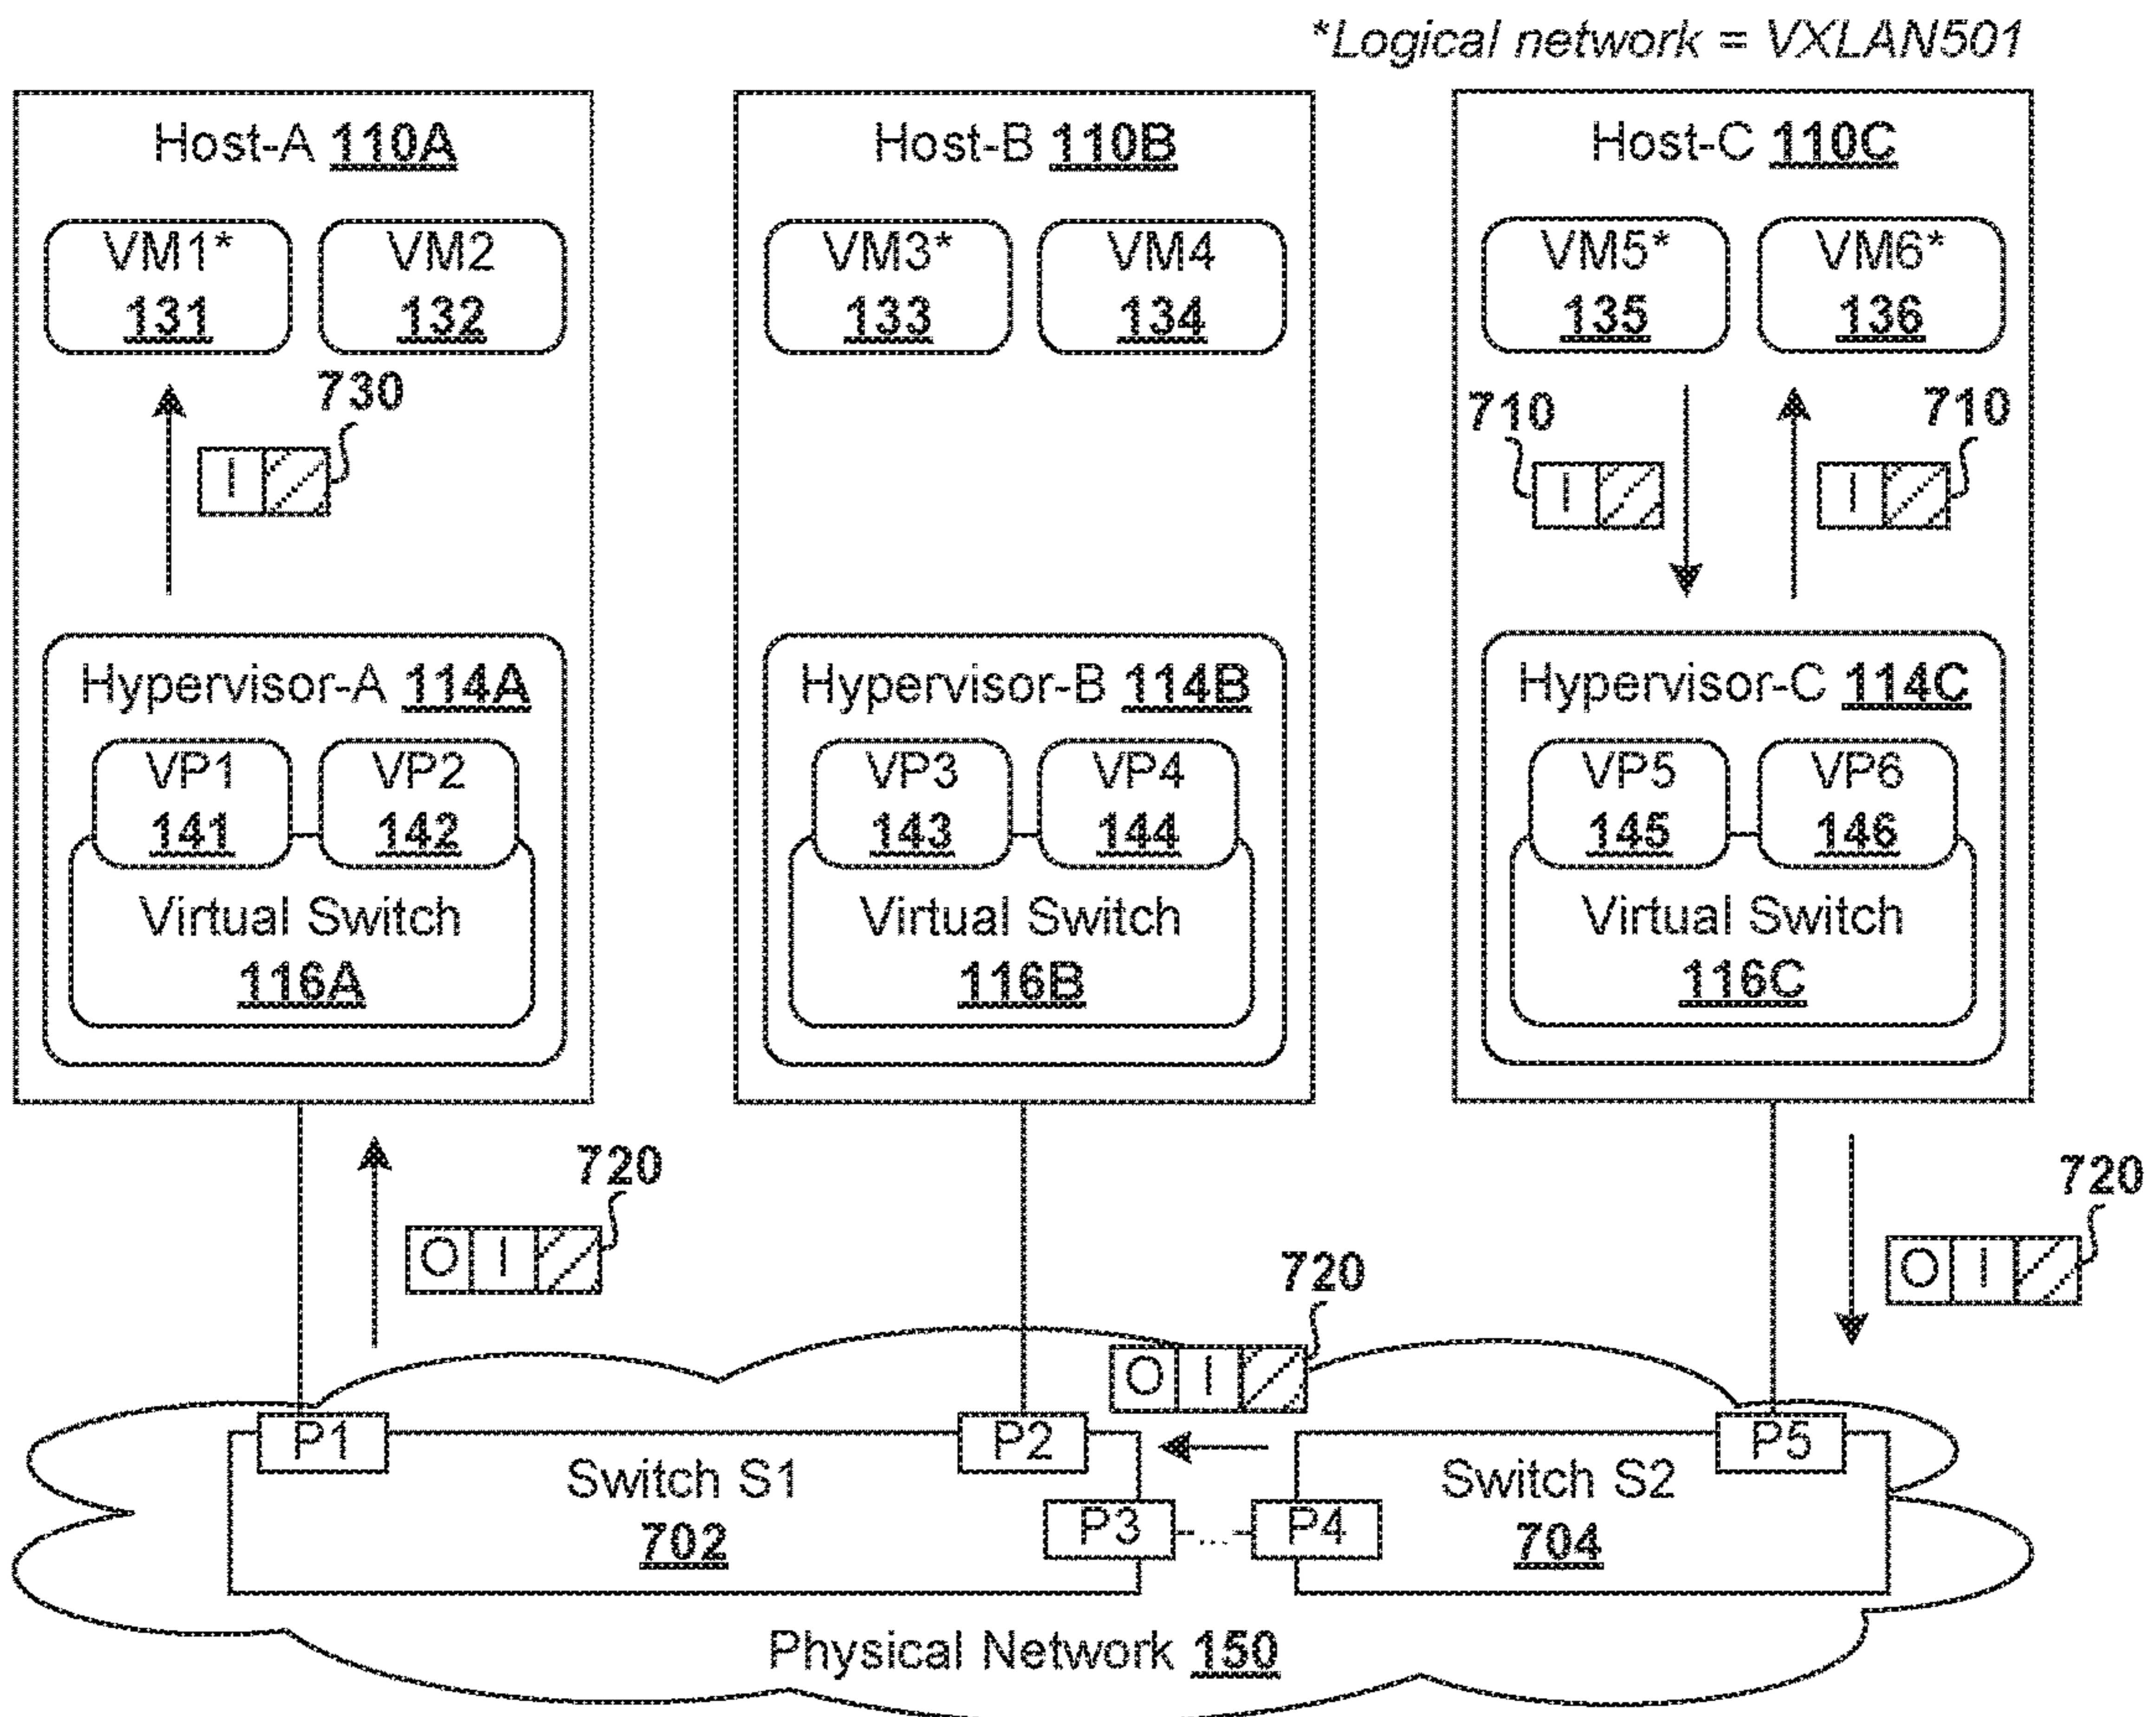 *Logical network = VXLAN501
Host-A 110A
VM1*
131
VM2
132
730
I
Hypervisor-A 114A
VP1
141
VP2
142
Virtual Switch
116A
Host-B 110B
VM3*
133
VM4
134
Hypervisor-B 114B
VP3
143
VP4
144
Virtual Switch
116B
Host-C 110C
VM5*
135
VM6*
136
710
I
710
I
Hypervisor-C 114C
VP5
145
VP6
146
Virtual Switch
116C
720
O I
720
O I
720
O I
P1
P2
P5
Switch S1
702
P3
...
P4
Switch S2
704
Physical Network 150